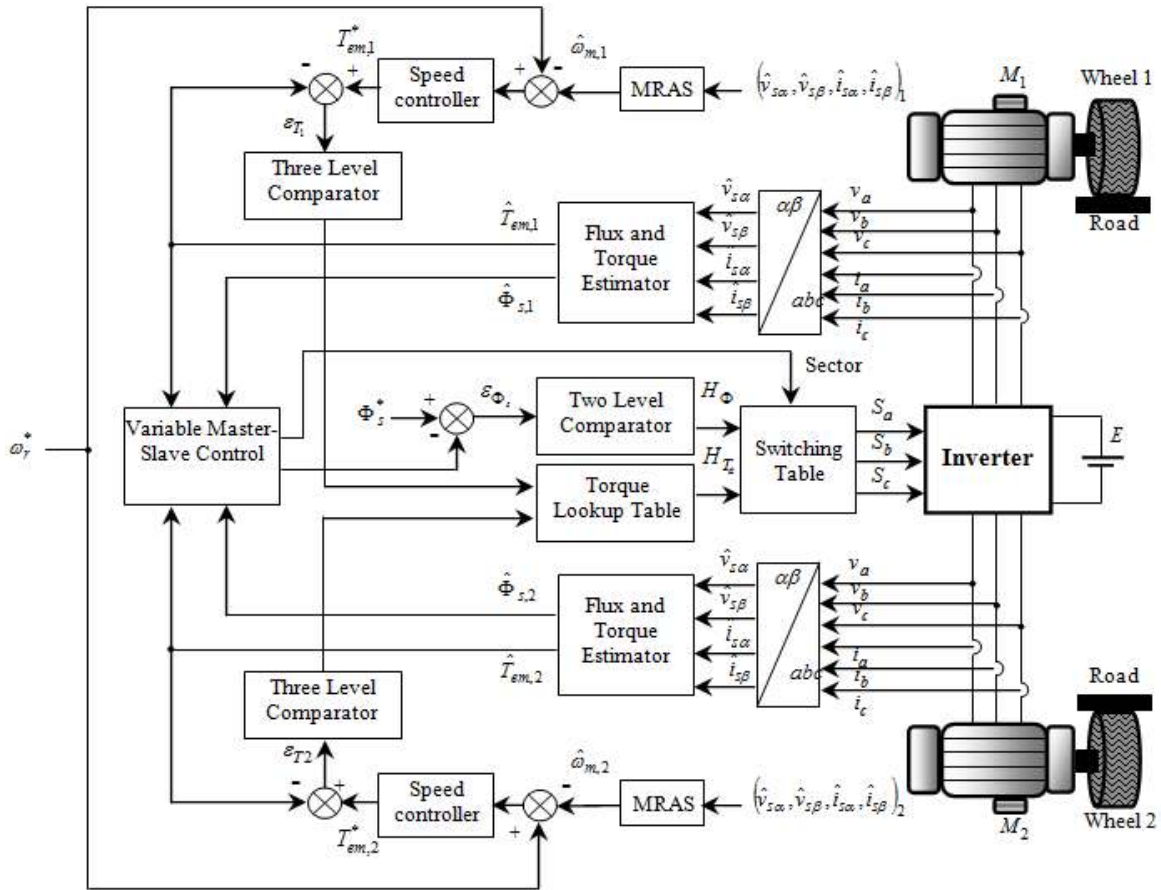 T*em,1
ω̂m,1
M1
Wheel 1
-
+
Speed
controller
+
-
MRAS
(v̂sα, v̂sβ, îsα, îsβ)1
εT1
Three Level
Comparator
Road
T̂em,1
Φ̂s,1
Flux and
Torque
Estimator
v̂sα
v̂sβ
îsα
îsβ
αβ
abc
va
vb
vc
ia
ib
ic
Sector
ω*r
Variable Master-
Slave Control
Φ*s
+
-
εΦs
Two Level
Comparator
HΦ
Torque
Lookup Table
HTe
Switching
Table
Sa
Sb
Sc
Inverter
E
Φ̂s,2
T̂em,2
Flux and
Torque
Estimator
v̂sα
v̂sβ
îsα
îsβ
αβ
abc
va
vb
vc
ia
ib
ic
Three Level
Comparator
Road
εT2
-
+
T*em,2
Speed
controller
+
-
ω̂m,2
MRAS
(v̂sα, v̂sβ, îsα, îsβ)2
M2
Wheel 2